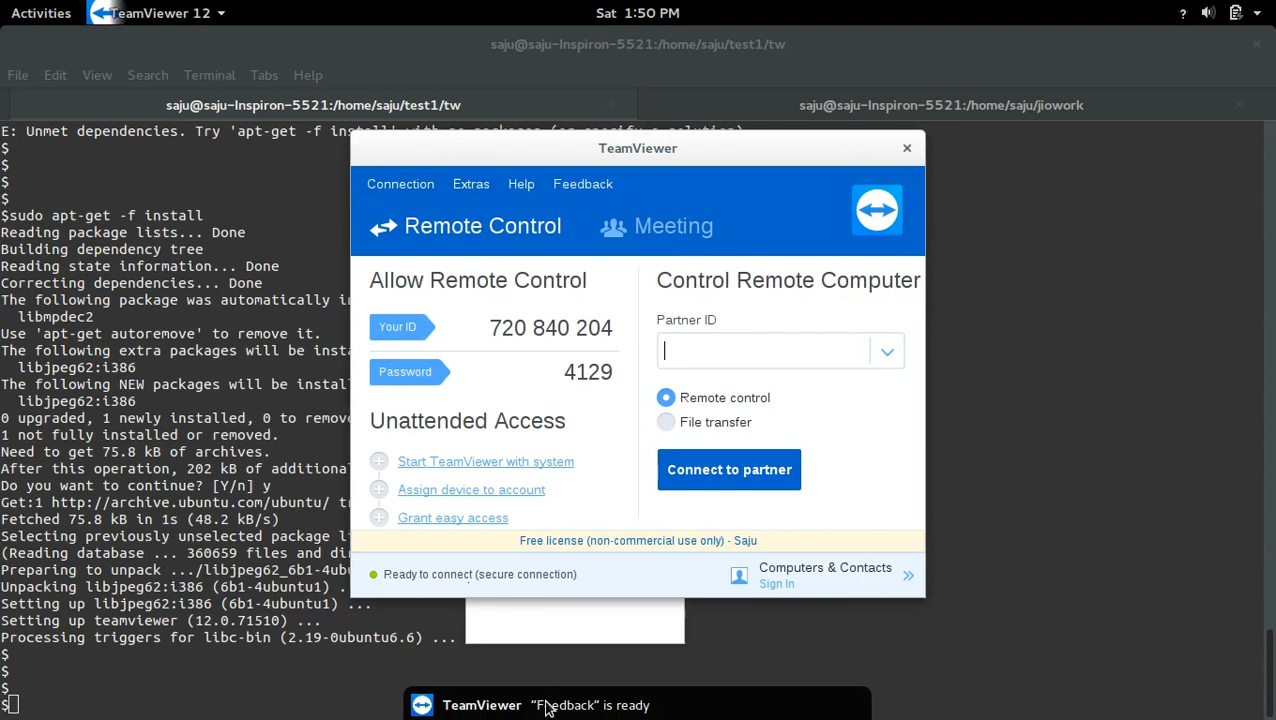 Activities TeamViewer 12 Sat 1:50 PM ?
saju@saju-Inspiron-5521:/home/saju/test1/tw
File Edit View Search Terminal Tabs Help
saju@saju-Inspiron-5521:/home/saju/test1/tw saju@saju-Inspiron-5521:/home/saju/jiowork
E: Unmet dependencies. Try 'apt-get -f install' with no packages (or specify a solution)
$
$
$
$
$sudo apt-get -f install
Reading package lists... Done
Building dependency tree
Reading state information... Done
Correcting dependencies... Done
The following package was automatically i
libmpdec2
Use 'apt-get autoremove' to remove it.
The following extra packages will be insta
libjpeg62:i386
The following NEW packages will be instal
libjpeg62:i386
0 upgraded, 1 newly installed, 0 to remov
1 not fully installed or removed.
Need to get 75.8 kB of archives.
After this operation, 202 kB of additiona
Do you want to continue? [Y/n] y
Get:1 http://archive.ubuntu.com/ubuntu/ t
Fetched 75.8 kB in 1s (48.2 kB/s)
Selecting previously unselected package l
(Reading database ... 360659 files and di
Preparing to unpack .../libjpeg62_6b1-4ub
Unpacking libjpeg62:i386 (6b1-4ubuntu1) .
Setting up libjpeg62:i386 (6b1-4ubuntu1) ...
Setting up teamviewer (12.0.71510) ...
Processing triggers for libc-bin (2.19-0ubuntu6.6) ...
$
$
$
$
TeamViewer
Connection Extras Help Feedback
Remote Control Meeting
Allow Remote Control
Your ID 720 840 204
Password 4129
Unattended Access
Start TeamViewer with system
Assign device to account
Grant easy access
Control Remote Computer
Partner ID
Remote control
File transfer
Connect to partner
Free license (non-commercial use only) - Saju
Ready to connect (secure connection)
Computers & Contacts
Sign In
TeamViewer “Feedback“ is ready